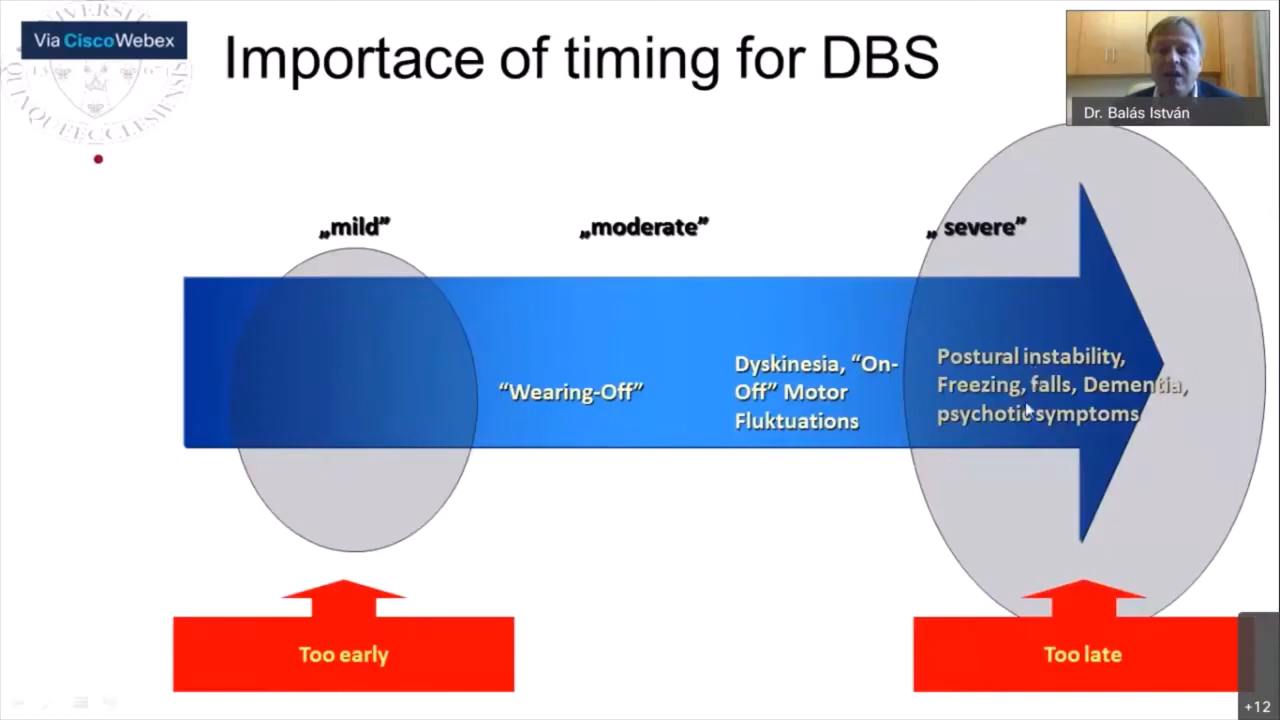 Via CiscoWebex
Importace of timing for DBS
Dr. Balás István
„mild”
„moderate”
„ severe”
“Wearing-Off”
Dyskinesia, “On-
Off” Motor
Fluktuations
Postural instability,
Freezing, falls, Dementia,
psychotic symptoms
Too early
Too late
+12